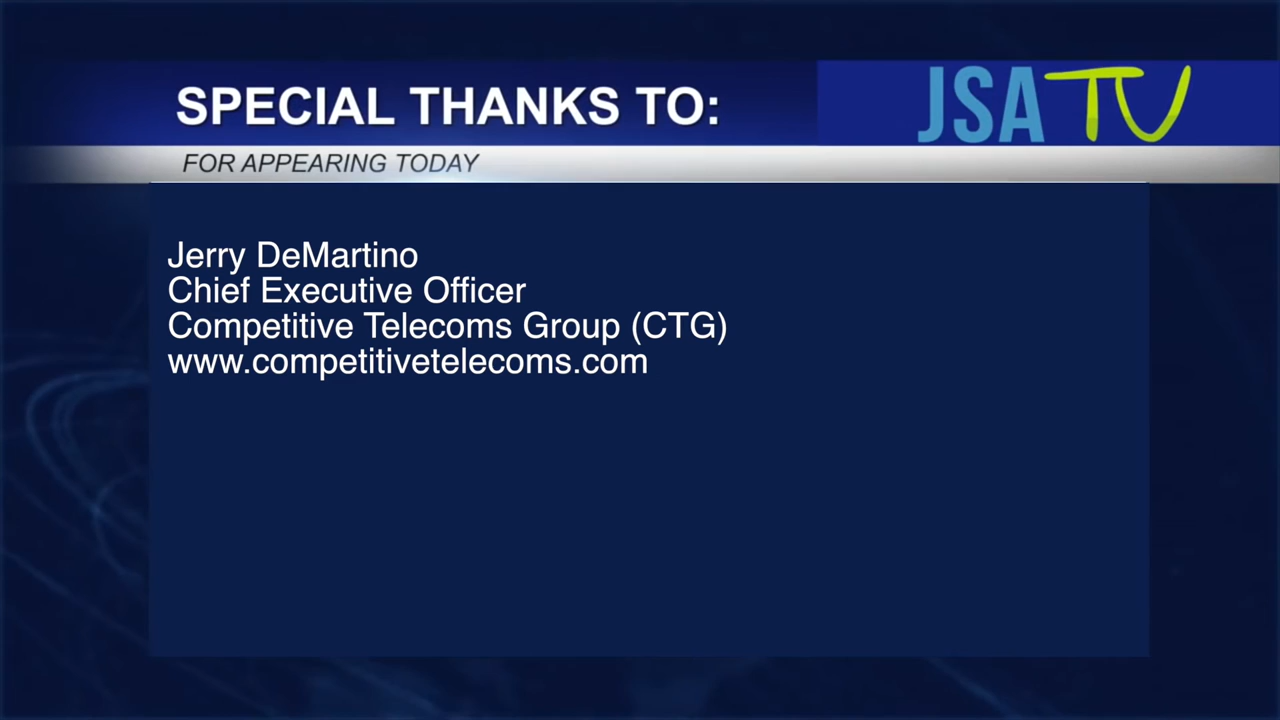 SPECIAL THANKS TO:
JSA TV
FOR APPEARING TODAY
Jerry DeMartino
Chief Executive Officer
Competitive Telecoms Group (CTG)
www.competitivetelecoms.com